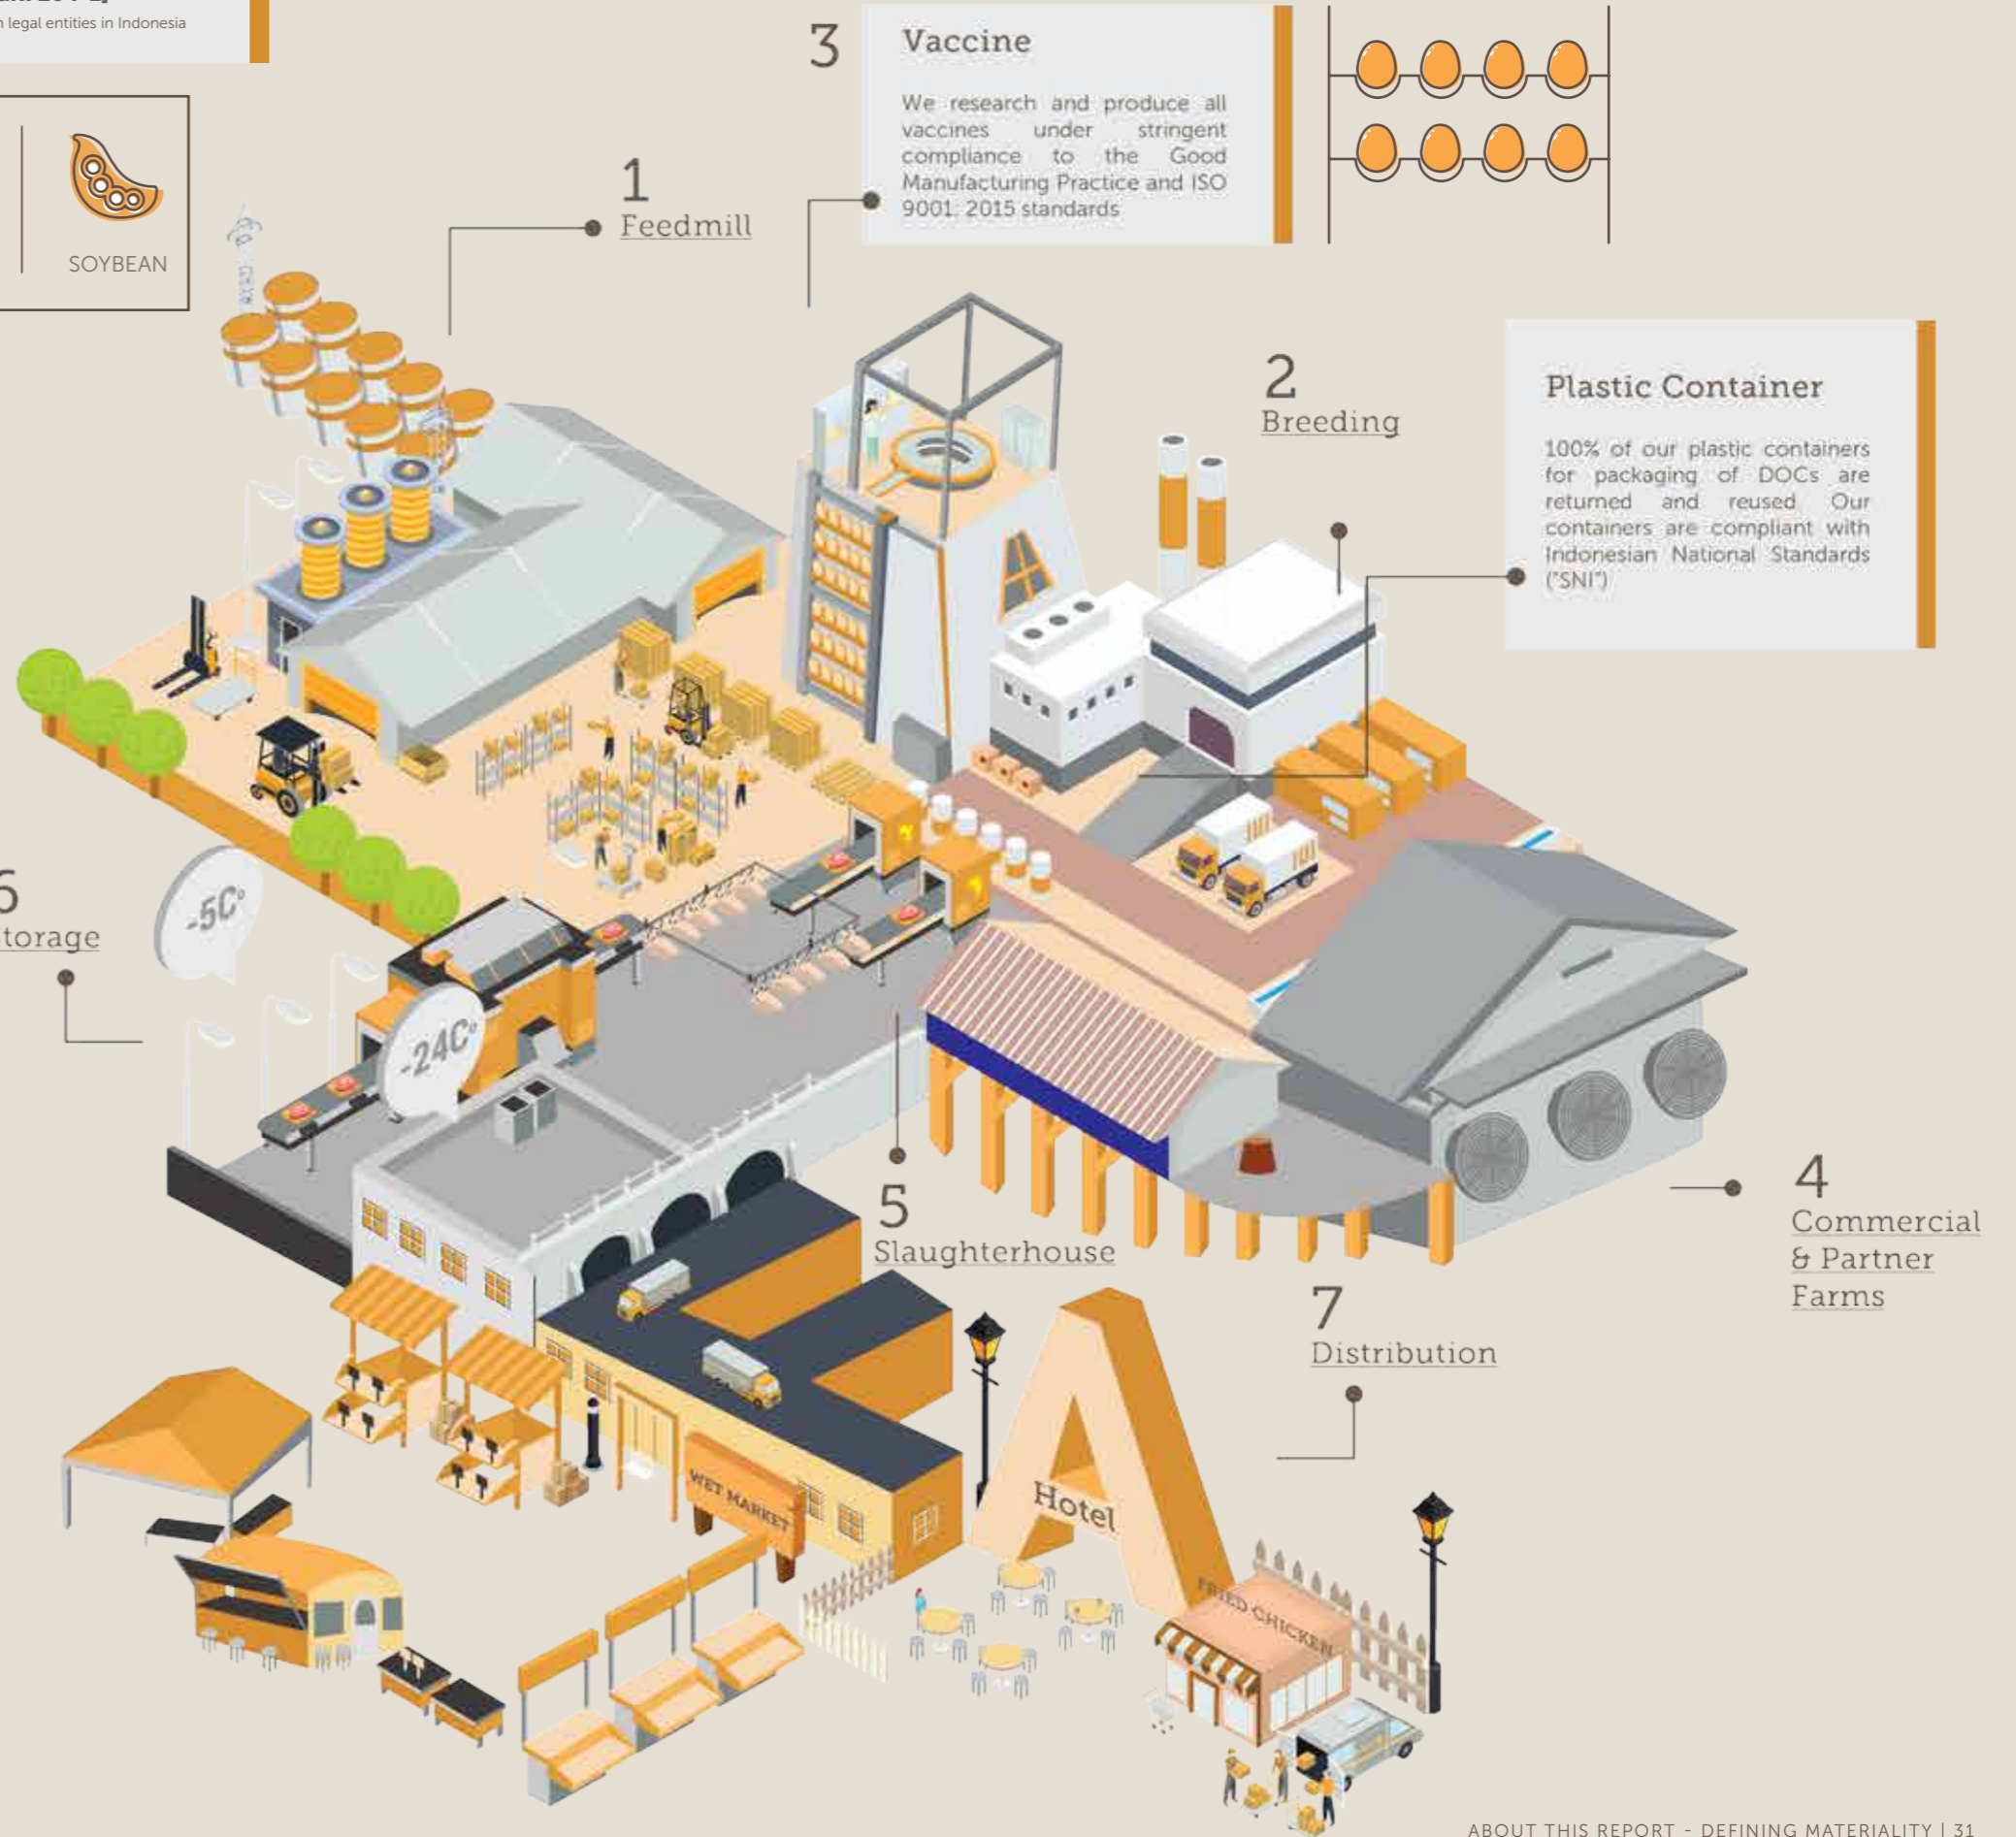 n legal entities in Indonesia
SOYBEAN
1
Feedmill
3
Vaccine
We research and produce all
vaccines under stringent
compliance to the Good
Manufacturing Practice and ISO
9001: 2015 standards
2
Breeding
Plastic Container
100% of our plastic containers
for packaging of DOCs are
returned and reused. Our
containers are compliant with
Indonesian National Standards
("SNI")
6
torage
-5C°
-24C°
5
Slaughterhouse
4
Commercial
& Partner
Farms
7
Distribution
WET MARKET
Hotel
FRIED CHICKEN
ABOUT THIS REPORT - DEFINING MATERIALITY | 31